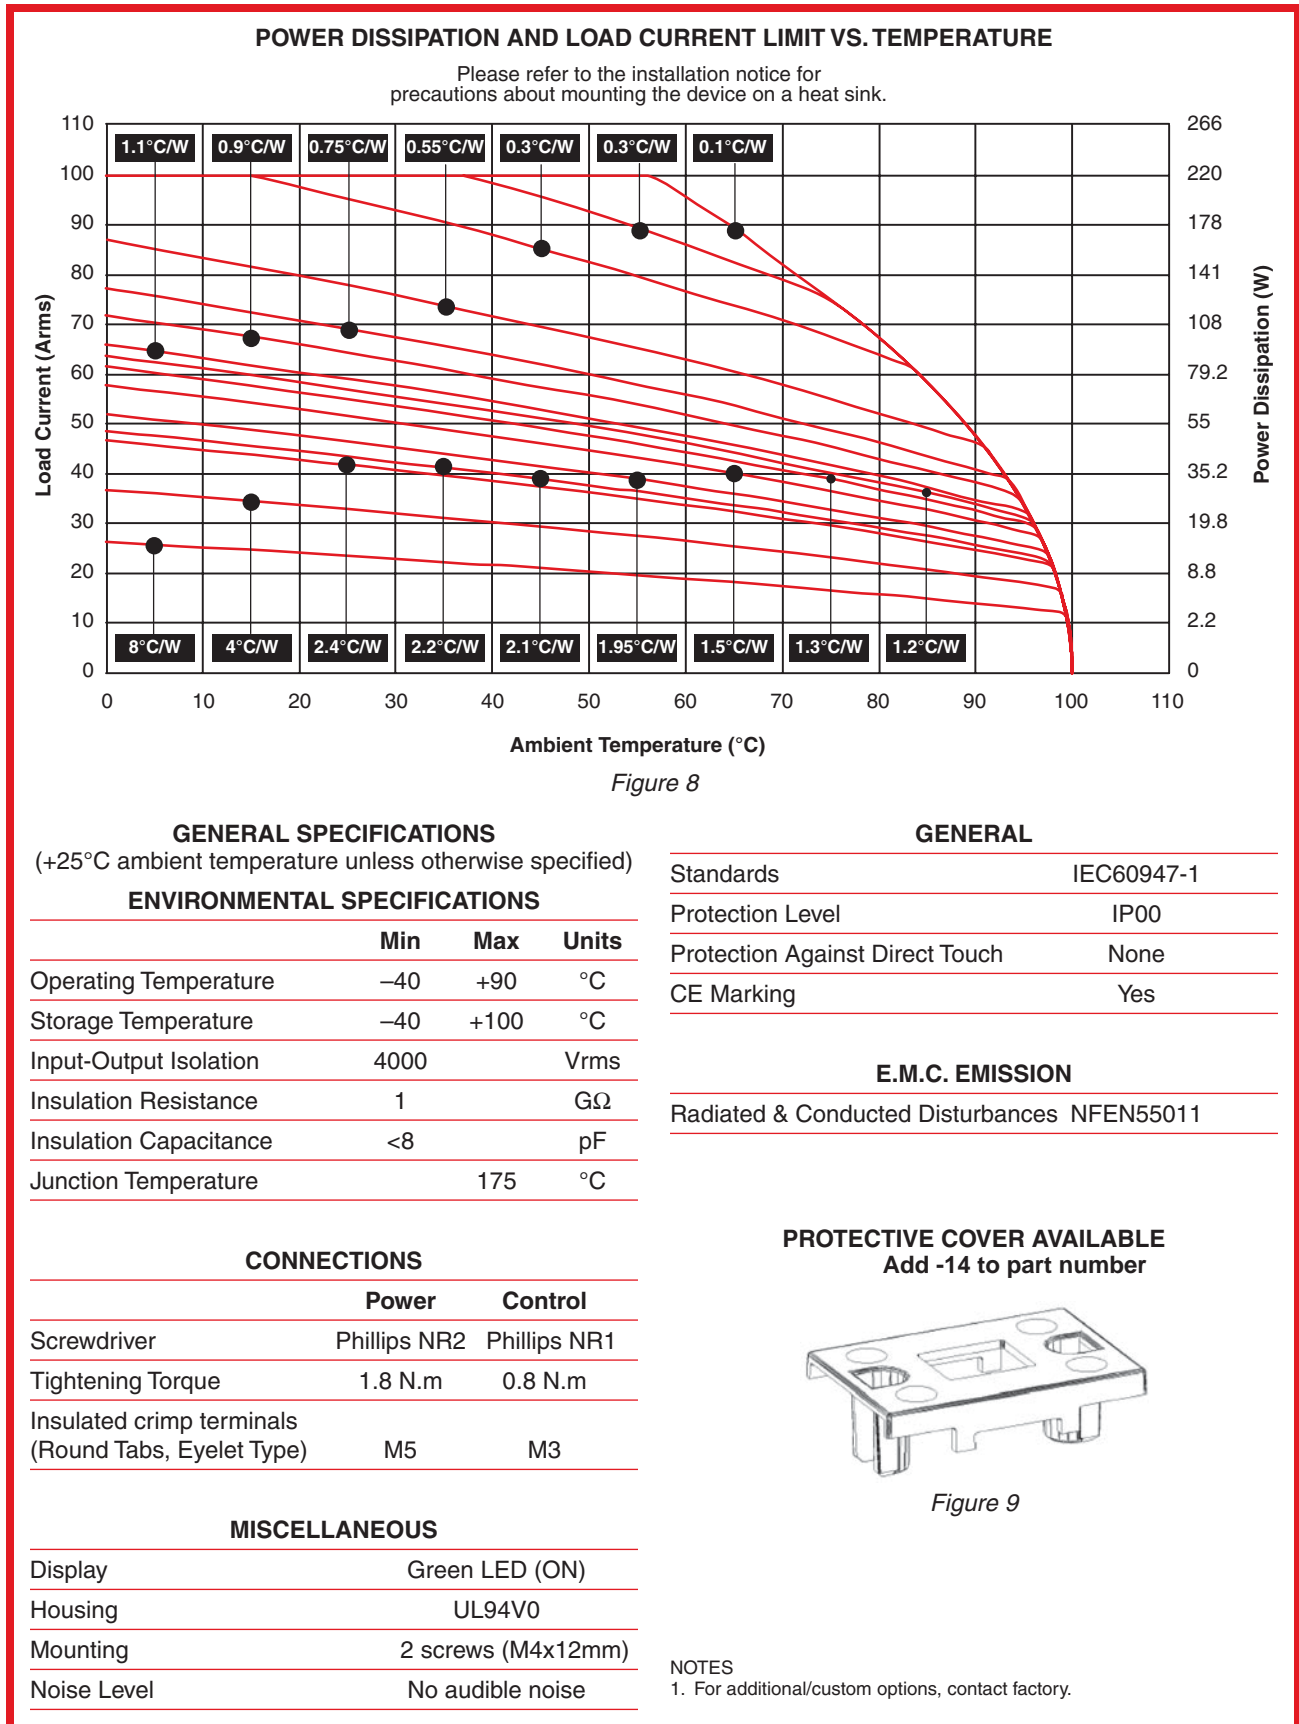 POWER DISSIPATION AND LOAD CURRENT LIMIT VS. TEMPERATURE
Please refer to the installation notice for
precautions about mounting the device on a heat sink.
110
100
90
80
70
60
50
40
30
20
10
0
Load Current (Arms)
1.1°C/W 0.9°C/W 0.75°C/W 0.55°C/W 0.3°C/W 0.3°C/W 0.1°C/W
8°C/W 4°C/W 2.4°C/W 2.2°C/W 2.1°C/W 1.95°C/W 1.5°C/W 1.3°C/W 1.2°C/W
266
220
178
141
108
79.2
55
35.2
19.8
8.8
2.2
0
Power Dissipation (W)
0 10 20 30 40 50 60 70 80 90 100 110
Ambient Temperature (°C)
Figure 8
GENERAL SPECIFICATIONS
(+25°C ambient temperature unless otherwise specified)
ENVIRONMENTAL SPECIFICATIONS
Min Max Units
Operating Temperature –40 +90 °C
Storage Temperature –40 +100 °C
Input-Output Isolation 4000 Vrms
Insulation Resistance 1 GΩ
Insulation Capacitance <8 pF
Junction Temperature 175 °C
CONNECTIONS
Power Control
Screwdriver Phillips NR2 Phillips NR1
Tightening Torque 1.8 N.m 0.8 N.m
Insulated crimp terminals
(Round Tabs, Eyelet Type) M5 M3
MISCELLANEOUS
Display Green LED (ON)
Housing UL94V0
Mounting 2 screws (M4x12mm)
Noise Level No audible noise
GENERAL
Standards IEC60947-1
Protection Level IP00
Protection Against Direct Touch None
CE Marking Yes
E.M.C. EMISSION
Radiated & Conducted Disturbances NFEN55011
PROTECTIVE COVER AVAILABLE
Add -14 to part number
Figure 9
NOTES
1. For additional/custom options, contact factory.